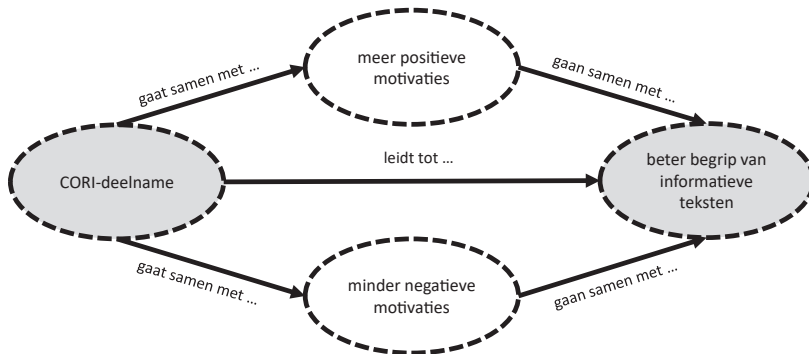 meer positieve
motivaties
gaat samen met ...
gaan samen met ...
leidt tot ...
CORI-deelname
beter begrip van
informatieve
teksten
gaat samen met ...
gaan samen met ...
minder negatieve
motivaties